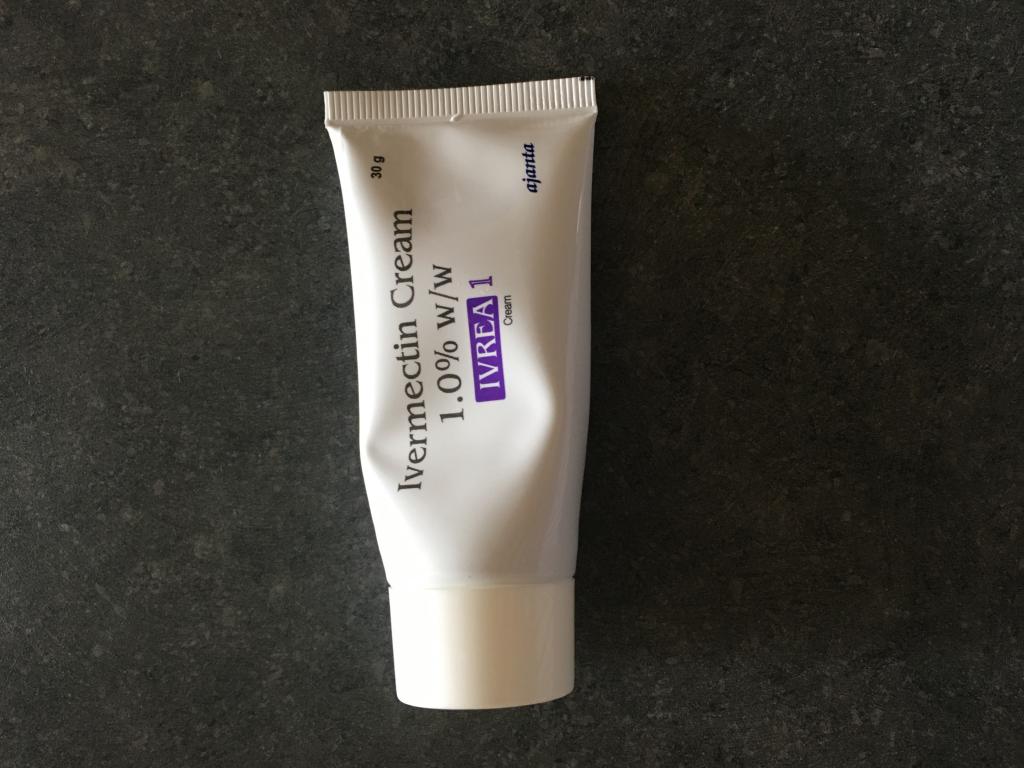 30 g
Ivermectin Cream
1.0% w/w
IVREA 1
Cream
ajanta